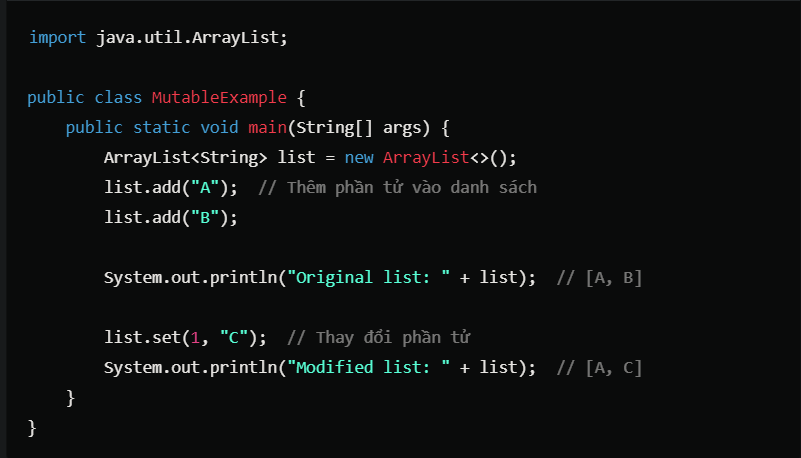 import java.util.ArrayList;
public class MutableExample {
public static void main(String[] args) {
ArrayList<String> list = new ArrayList<>();
list.add("A");  // Thêm phần tử vào danh sách
list.add("B");
System.out.println("Original list: " + list);  // [A, B]
list.set(1, "C");  // Thay đổi phần tử
System.out.println("Modified list: " + list);  // [A, C]
}
}